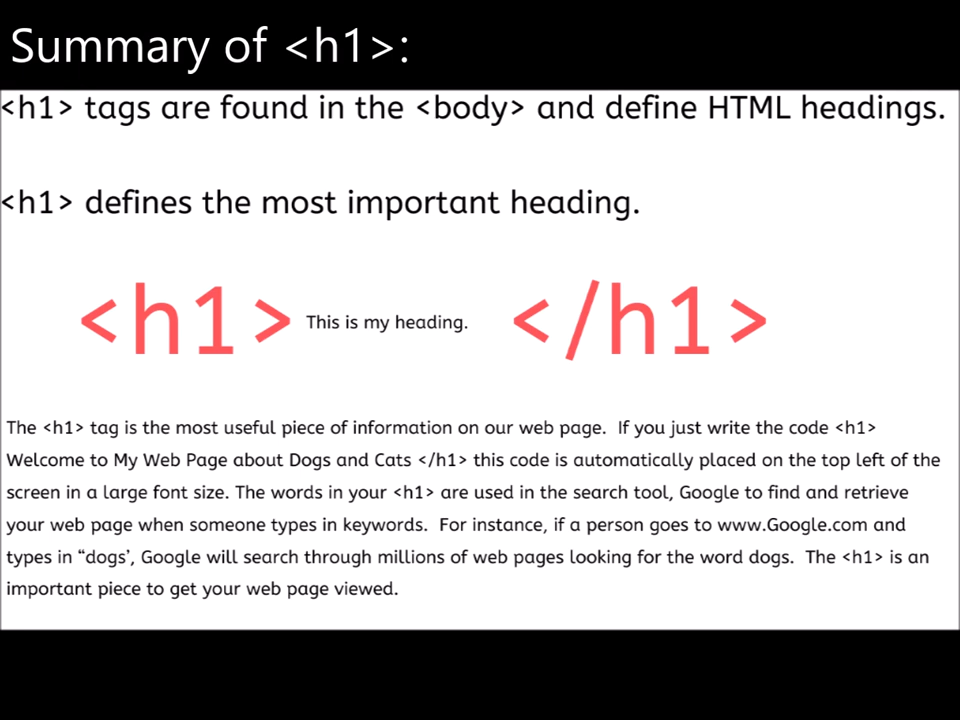 Summary of <h1>:
<h1> tags are found in the <body> and define HTML headings.
<h1> defines the most important heading.
<h1> This is my heading. </h1>
The <h1> tag is the most useful piece of information on our web page.  If you just write the code <h1>
Welcome to My Web Page about Dogs and Cats </h1> this code is automatically placed on the top left of the
screen in a large font size. The words in your <h1> are used in the search tool, Google to find and retrieve
your web page when someone types in keywords.  For instance, if a person goes to www.Google.com and
types in “dogs’, Google will search through millions of web pages looking for the word dogs.  The <h1> is an
important piece to get your web page viewed.